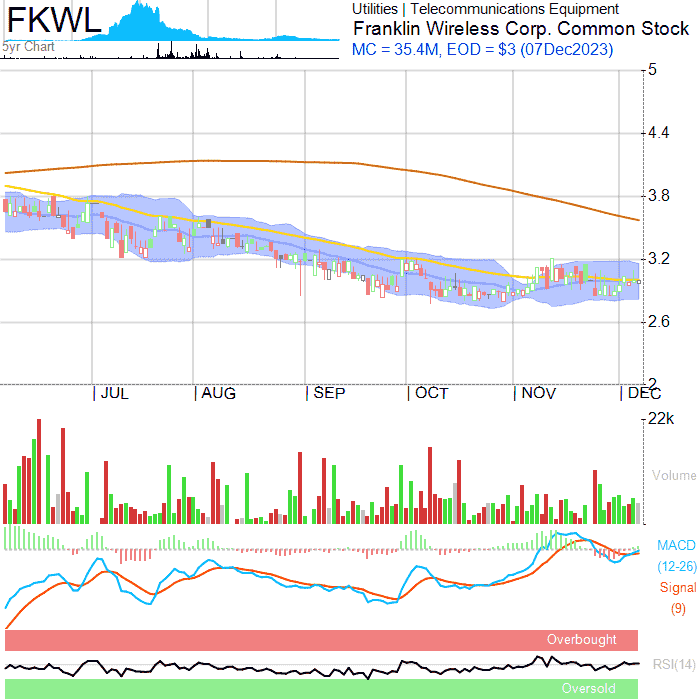 FKWL
5yr Chart
Utilities | Telecommunications Equipment
Franklin Wireless Corp. Common Stock
MC = 35.4M, EOD = $3 (07Dec2023)
5
4.4
3.8
3.2
2.6
2
JUL AUG SEP OCT NOV DEC
22k
Volume
MACD
(12-26)
Signal
(9)
Overbought
RSI(14)
Oversold